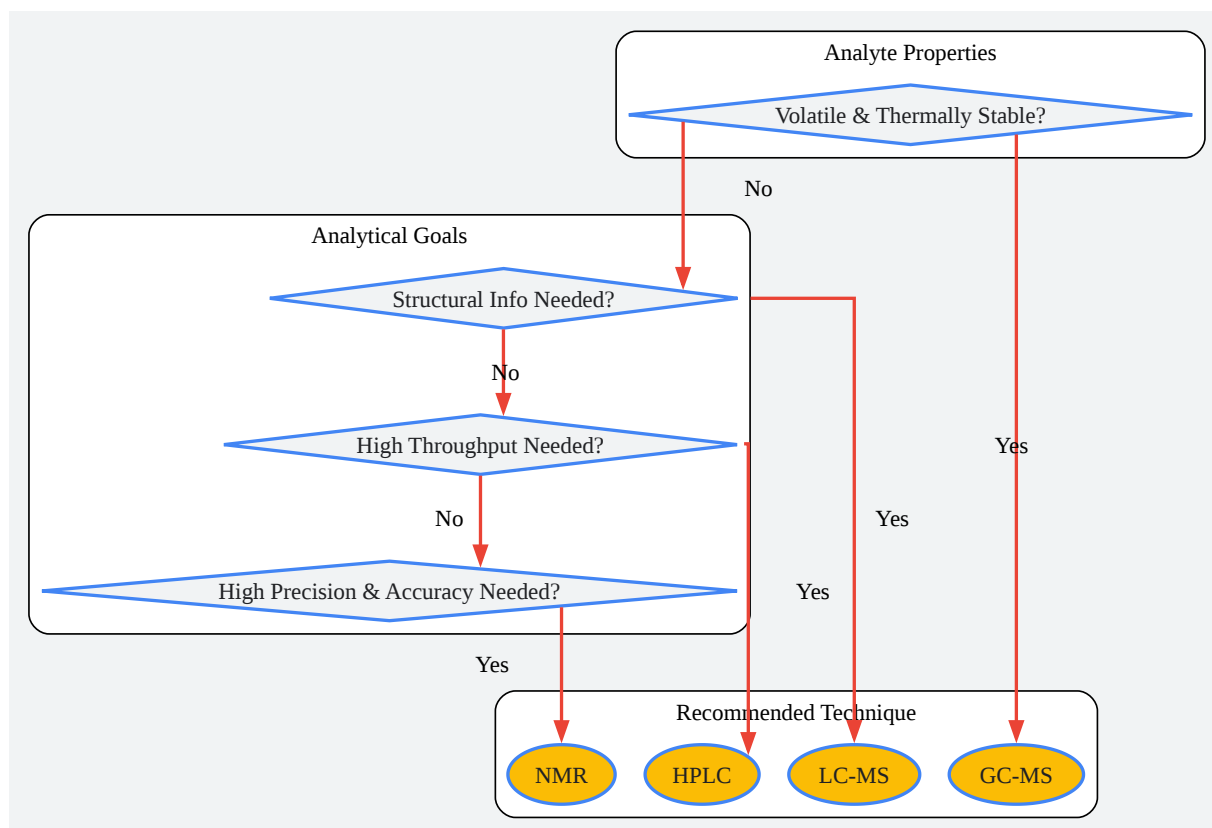 Analyte Properties
Volatile & Thermally Stable?
No
Analytical Goals
Structural Info Needed?
No
High Throughput Needed?
Yes
No
Yes
High Precision & Accuracy Needed?
Yes
Yes
Recommended Technique
NMR
HPLC
LC-MS
GC-MS